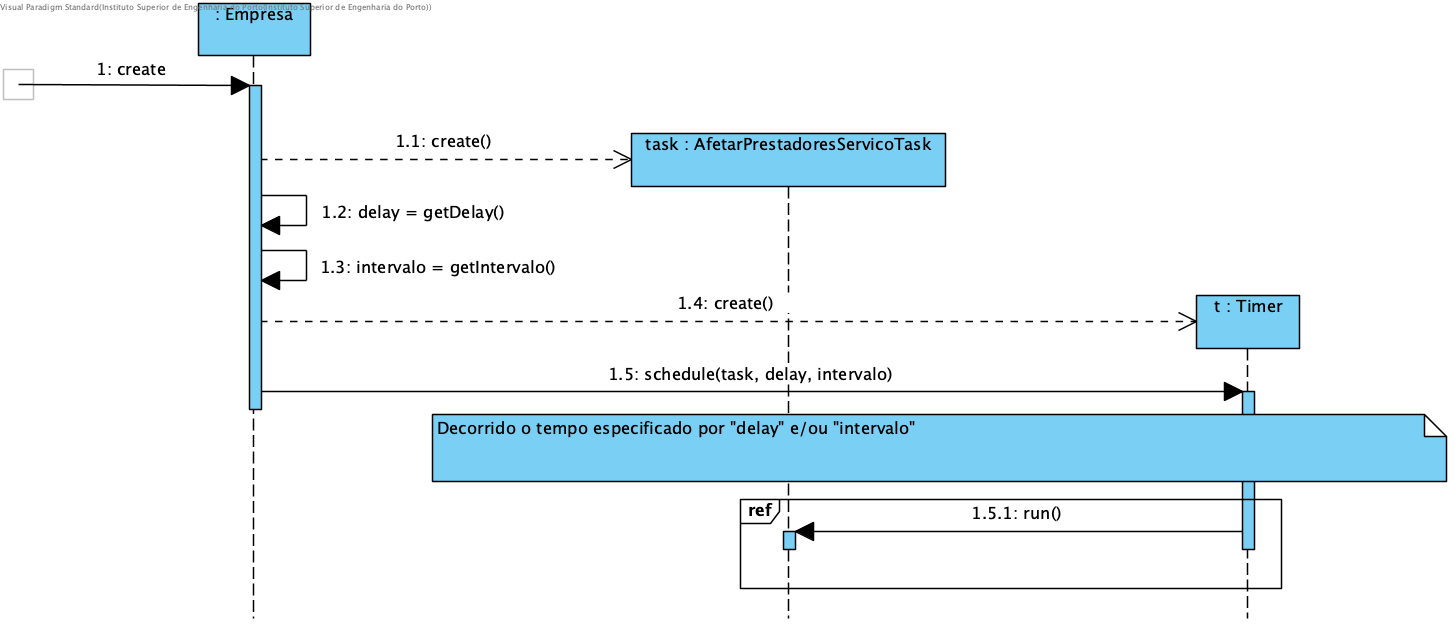 Visual Paradigm Standard(Instituto Superior de Engenharia do Porto(Instituto Superior de Engenharia do Porto))
: Empresa
1: create
1.1: create()
task : AfetarPrestadoresServicoTask
1.2: delay = getDelay()
1.3: intervalo = getIntervalo()
1.4: create()
t : Timer
1.5: schedule(task, delay, intervalo)
Decorrido o tempo especificado por "delay" e/ou "intervalo"
ref
1.5.1: run()